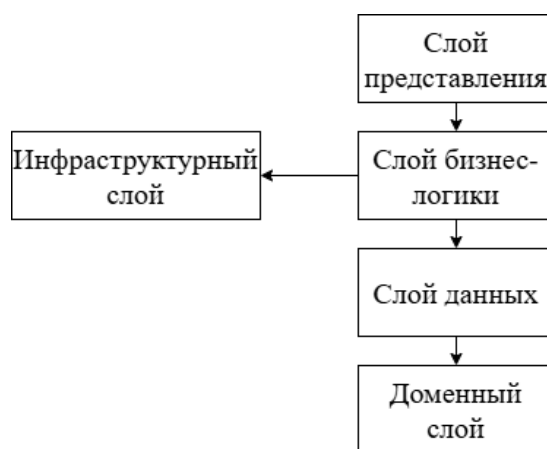 Слой
представления
Инфраструктурный
слой
Слой бизнес-
логики
Слой данных
Доменный
слой